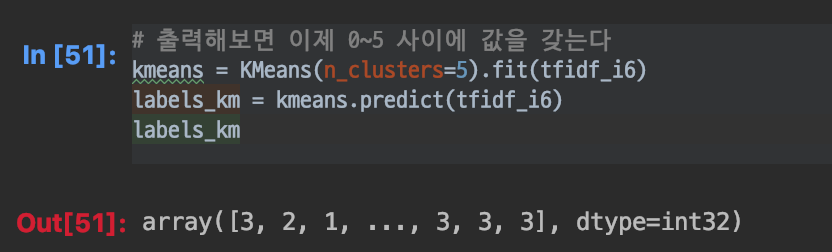 In [51]:
# 출력해보면 이제 0~5 사이에 값을 갖는다
kmeans = KMeans(n_clusters=5).fit(tfidf_i6)
labels_km = kmeans.predict(tfidf_i6)
labels_km
Out[51]: array([3, 2, 1, ..., 3, 3, 3], dtype=int32)